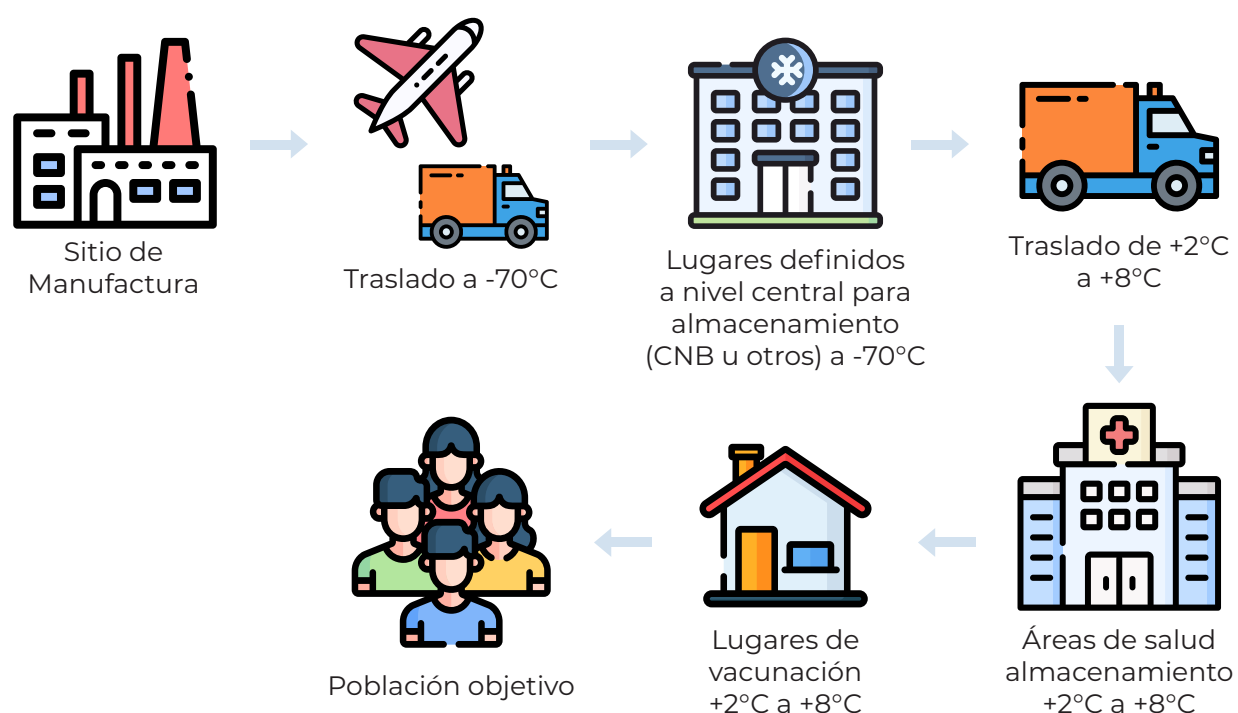 Sitio de
Manufactura
Traslado a -70°C
Lugares definidos
a nivel central para
almacenamiento
(CNB u otros) a -70°C
Traslado de +2°C
a +8°C
Áreas de salud
almacenamiento
+2°C a +8°C
Lugares de
vacunación
+2°C a +8°C
Población objetivo